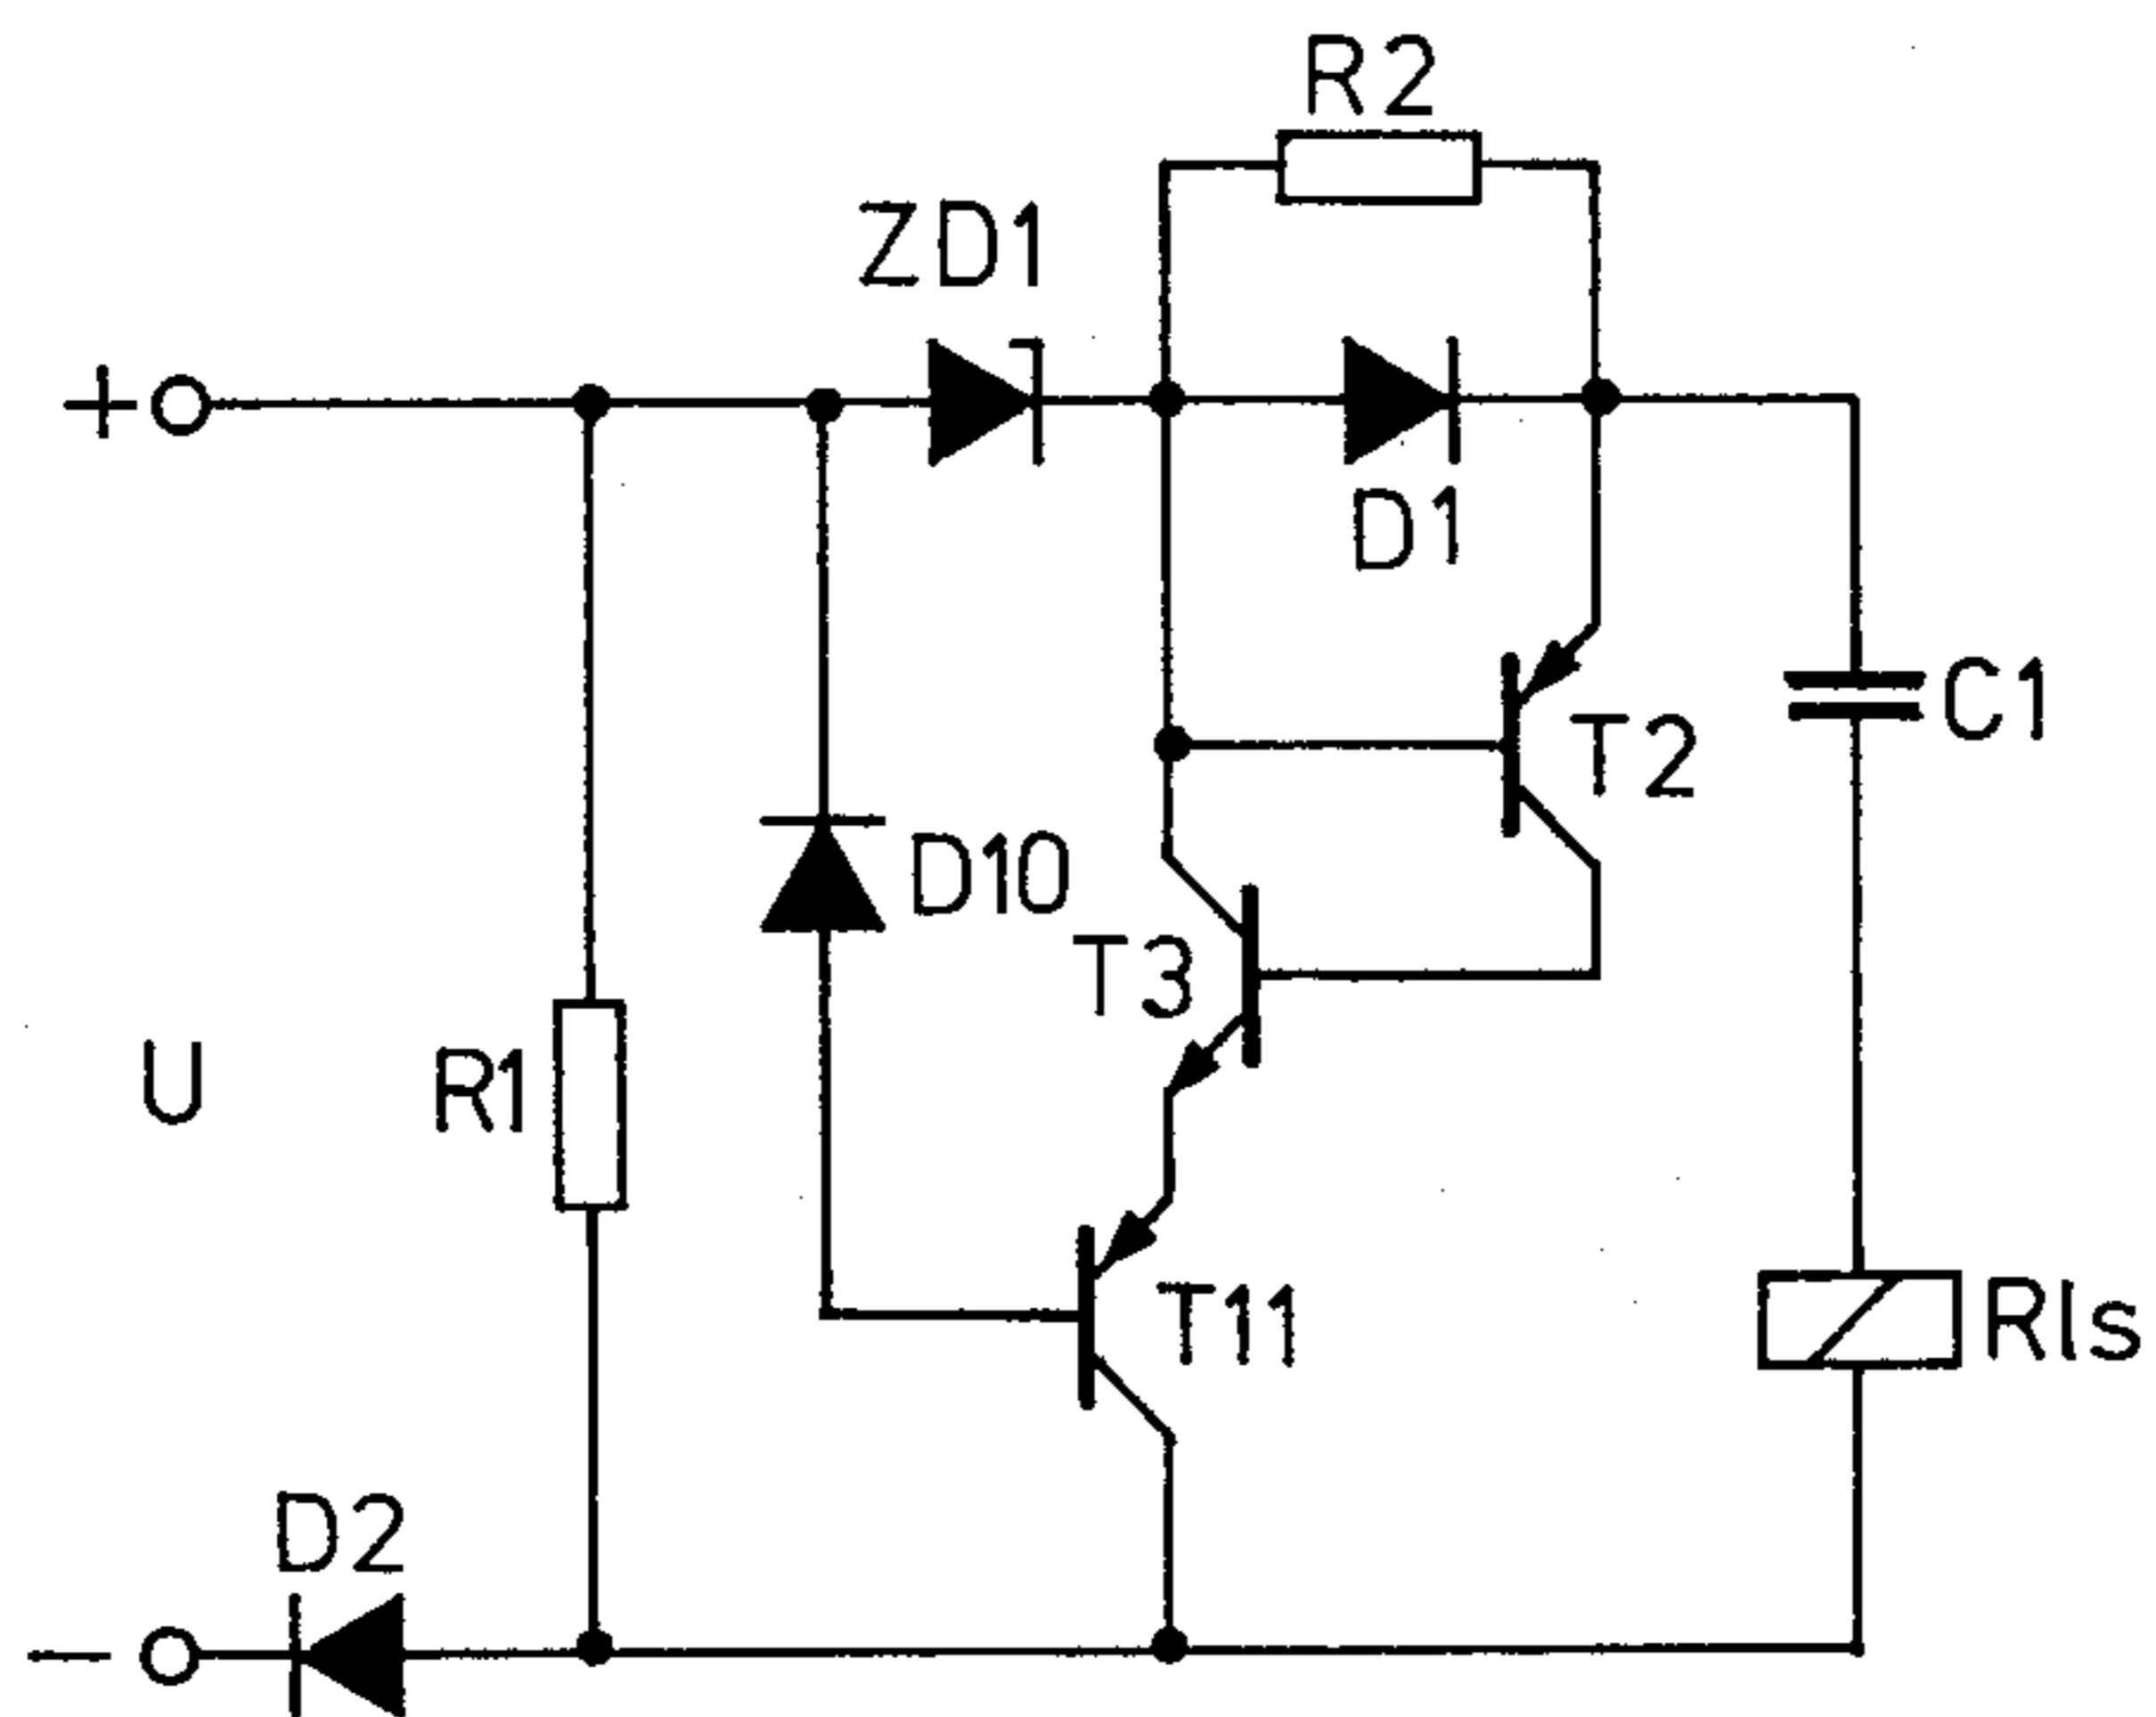 R2
ZD1
+
D1
C1
T2
D10
T3
U
R1
T11
Rls
D2
−